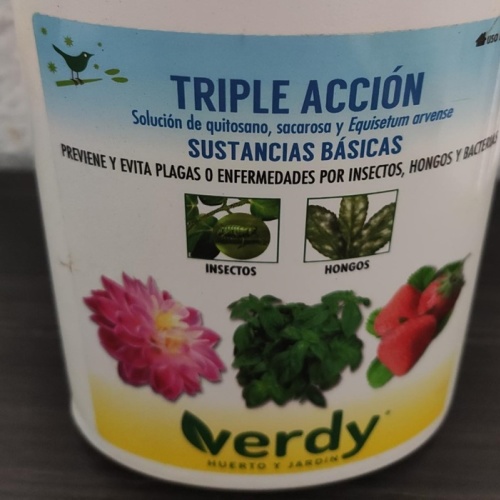 uso
TRIPLE ACCIÓN
Solución de quitosano, sacarosa y Equisetum arvense
SUSTANCIAS BÁSICAS
PREVIENE Y EVITA PLAGAS O ENFERMEDADES POR INSECTOS, HONGOS Y BACTERIAS
INSECTOS
HONGOS
verdy
HUERTO Y JARDÍN